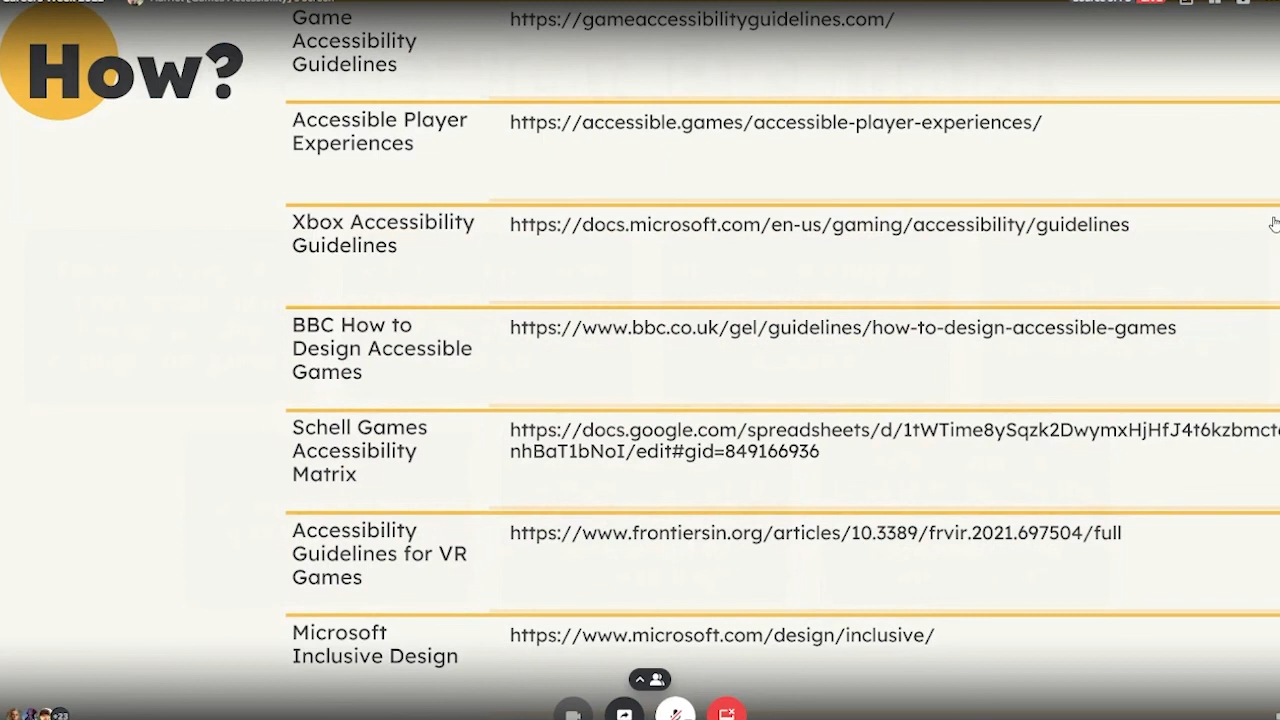 How?
Game
Accessibility
Guidelines
https://gameaccessibilityguidelines.com/
Accessible Player
Experiences
https://accessible.games/accessible-player-experiences/
Xbox Accessibility
Guidelines
https://docs.microsoft.com/en-us/gaming/accessibility/guidelines
BBC How to
Design Accessible
Games
https://www.bbc.co.uk/gel/guidelines/how-to-design-accessible-games
Schell Games
Accessibility
Matrix
https://docs.google.com/spreadsheets/d/1tWTime8ySqzk2DwymxHjHfJ4t6kzbmct
nhBaT1bNoI/edit#gid=849166936
Accessibility
Guidelines for VR
Games
https://www.frontiersin.org/articles/10.3389/frvir.2021.697504/full
Microsoft
Inclusive Design
https://www.microsoft.com/design/inclusive/
+23